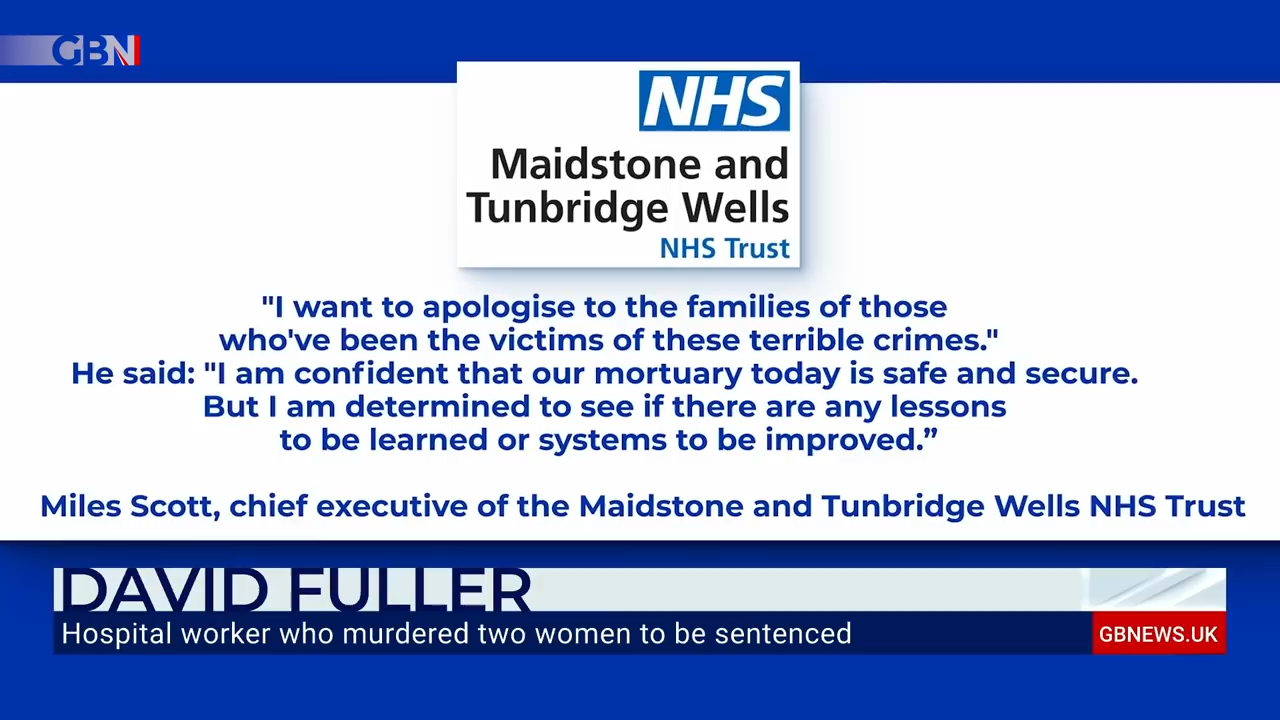 GBN
NHS
Maidstone and
Tunbridge Wells
NHS Trust
"I want to apologise to the families of those
who've been the victims of these terrible crimes."
He said: "I am confident that our mortuary today is safe and secure.
But I am determined to see if there are any lessons
to be learned or systems to be improved.”
Miles Scott, chief executive of the Maidstone and Tunbridge Wells NHS Trust
DAVID FULLER
Hospital worker who murdered two women to be sentenced
GBNEWS.UK